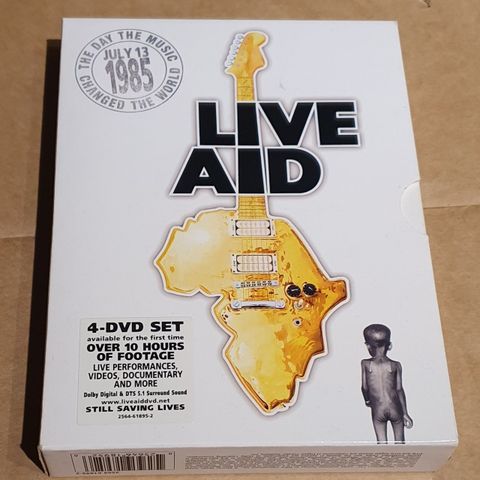 THE DAY THE MUSIC
CHANGED THE WORLD
JULY 13
1985
LIVE
AID
4-DVD SET
available for the first time
OVER 10 HOURS
OF FOOTAGE
LIVE PERFORMANCES,
VIDEOS, DOCUMENTARY
AND MORE
Dolby Digital & DTS 5.1 Surround Sound
www.liveaiddvd.net
STILL SAVING LIVES
2564-61895-2